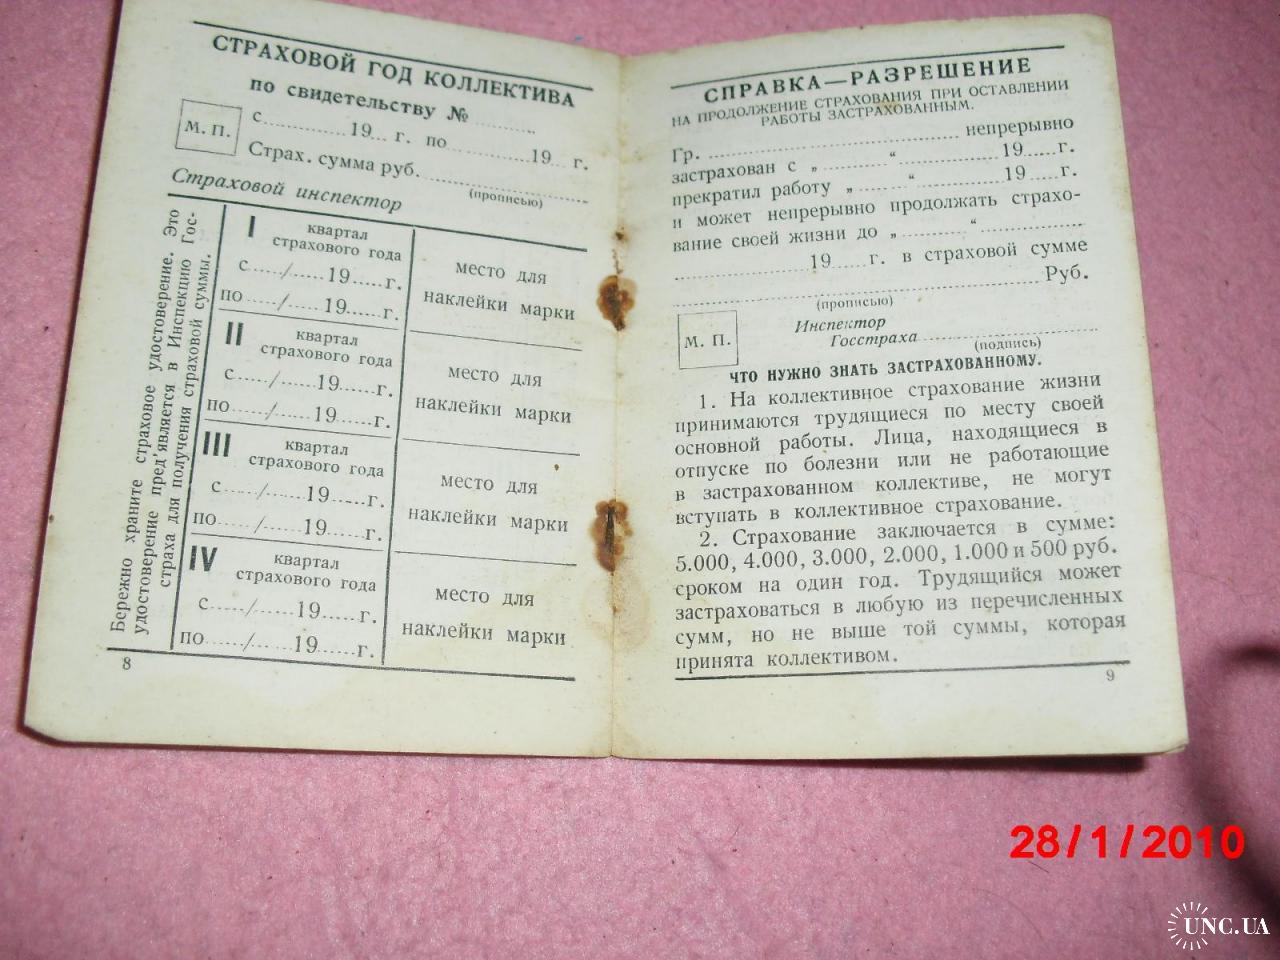 СТРАХОВОЙ ГОД КОЛЛЕКТИВА
по свидетельству № ..........
М. П.
с............... 19.... г. по ............... 19... г.
Страх. сумма руб. ........................
(прописью)
Страховой инспектор
Бережно храните страховое удостоверение. Это
удостоверение пред'является в Инспекцию Гос-
страха для получения страховой суммы.
I квартал
страхового года
с...../...... 19......г.
по...../..... 19......г.
место для
наклейки марки
II квартал
страхового года
с...../...... 19......г.
по...../..... 19......г.
место для
наклейки марки
III квартал
страхового года
с...../...... 19......г.
по...../..... 19......г.
место для
наклейки марки
IV квартал
страхового года
с...../...... 19......г.
по...../..... 19......г.
место для
наклейки марки
8
СПРАВКА—РАЗРЕШЕНИЕ
НА ПРОДОЛЖЕНИЕ СТРАХОВАНИЯ ПРИ ОСТАВЛЕНИИ
РАБОТЫ ЗАСТРАХОВАННЫМ.
Гр. .................................... непрерывно
застрахован с „..........“ ............... 19......г.
прекратил работу „.........“ ............. 19......г.
и может непрерывно продолжать страхо-
вание своей жизни до „..........“ ...............
.................... 19......г. в страховой сумме
.................................................. Руб.
(прописью)
М. П.
Инспектор
Госстраха ........................
(подпись)
ЧТО НУЖНО ЗНАТЬ ЗАСТРАХОВАННОМУ.
1. На коллективное страхование жизни
принимаются трудящиеся по месту своей
основной работы. Лица, находящиеся в
отпуске по болезни или не работающие
в застрахованном коллективе, не могут
вступать в коллективное страхование.
2. Страхование заключается в сумме:
5.000, 4.000, 3.000, 2.000, 1.000 и 500 руб.
сроком на один год. Трудящийся может
застраховаться в любую из перечисленных
сумм, но не выше той суммы, которая
принята коллективом.
9
28/1/2010
UNC.UA